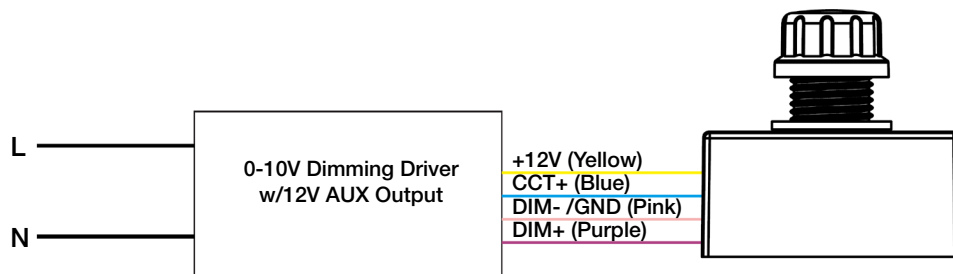 L
N
0-10V Dimming Driver
w/12V AUX Output
+12V (Yellow)
CCT+ (Blue)
DIM- /GND (Pink)
DIM+ (Purple)